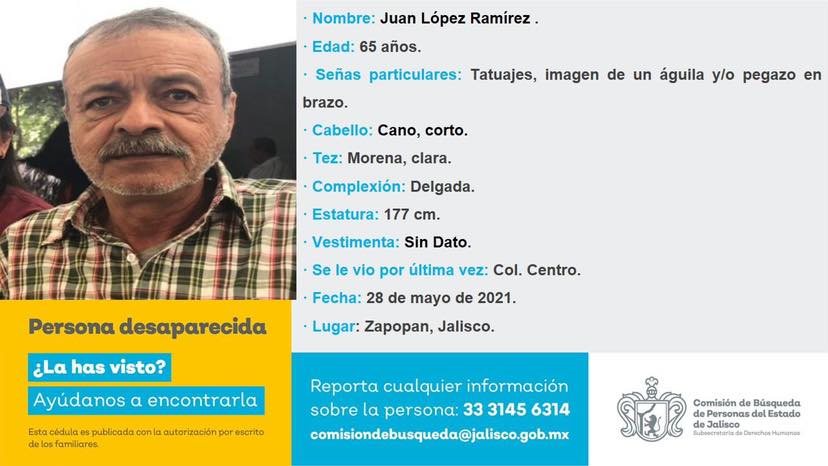 · Nombre: Juan López Ramírez .
· Edad: 65 años.
· Señas particulares: Tatuajes, imagen de un águila y/o pegazo en
brazo.
· Cabello: Cano, corto.
· Tez: Morena, clara.
· Complexión: Delgada.
· Estatura: 177 cm.
· Vestimenta: Sin Dato.
· Se le vio por última vez: Col. Centro.
· Fecha: 28 de mayo de 2021.
· Lugar: Zapopan, Jalisco.
Persona desaparecida
¿La has visto?
Ayúdanos a encontrarla
Esta cédula es publicada con la autorización por escrito
de los familiares.
Reporta cualquier información
sobre la persona: 33 3145 6314
comisiondebusqueda@jalisco.gob.mx
Comisión de Búsqueda
de Personas del Estado
de Jalisco
Subsecretaría de Derechos Humanos